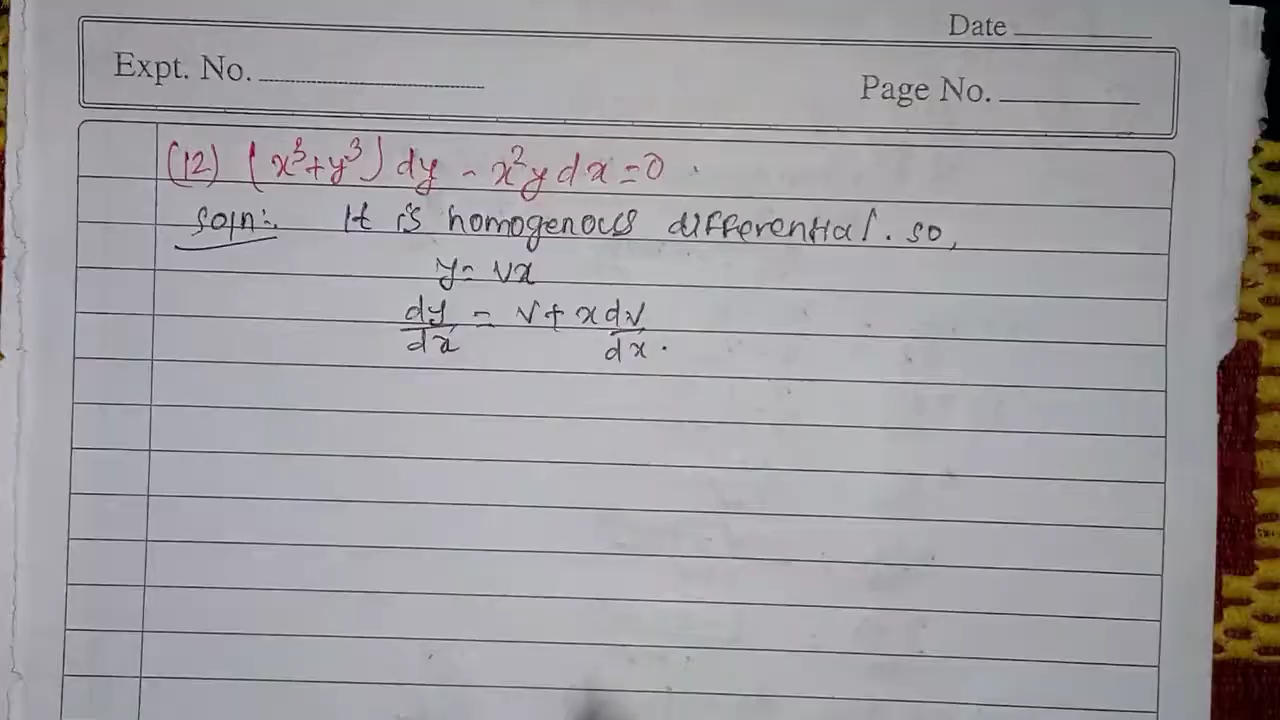 Date
Expt. No.
Page No.
(12) (x³+y³) dy - x²y dx = 0.
Soln:. It is homogenous differential. so,
y = vx
dy/dx = v + x dv/dx.